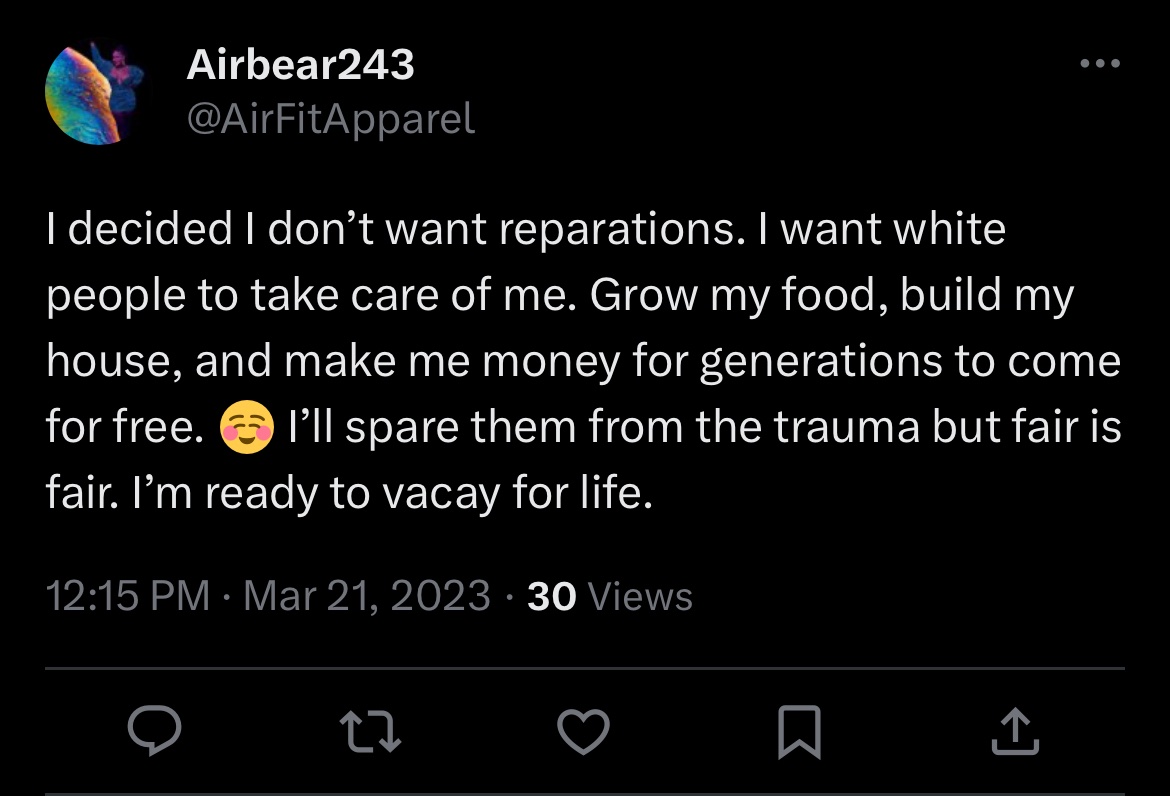 Airbear243
@AirFitApparel
I decided I don’t want reparations. I want white
people to take care of me. Grow my food, build my
house, and make me money for generations to come
for free. ☺️ I’ll spare them from the trauma but fair is
fair. I’m ready to vacay for life.
12:15 PM · Mar 21, 2023 · 30 Views